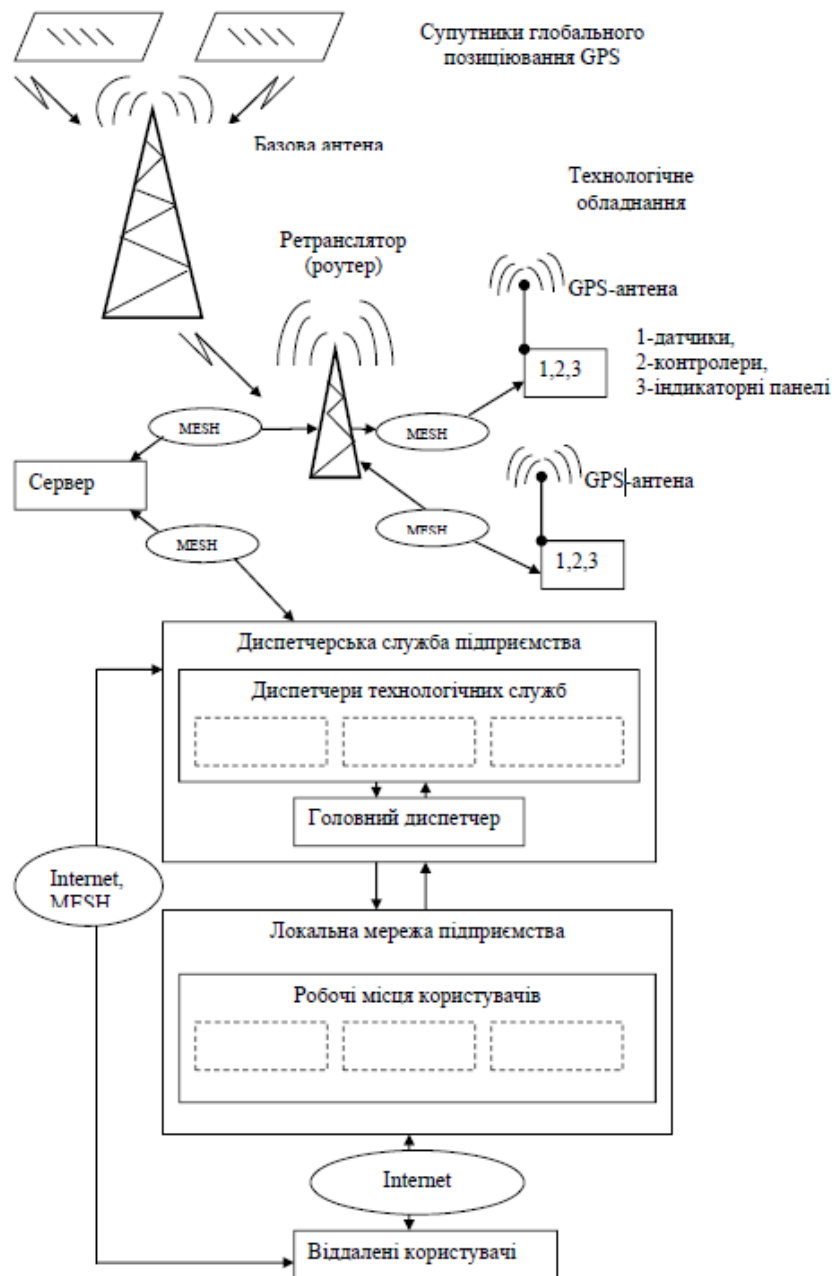 Супутники глобального
позиціювання GPS
Базова антена
Технологічне
обладнання
Ретранслятор
(роутер)
GPS-антена
1-датчики,
2-контролери,
3-індикаторні панелі
1,2,3
MESH
MESH
Сервер
GPS-антена
MESH
MESH
1,2,3
Диспетчерська служба підприємства
Диспетчери технологічних служб
Головний диспетчер
Internet,
MESH
Локальна мережа підприємства
Робочі місця користувачів
Internet
Віддалені користувачі